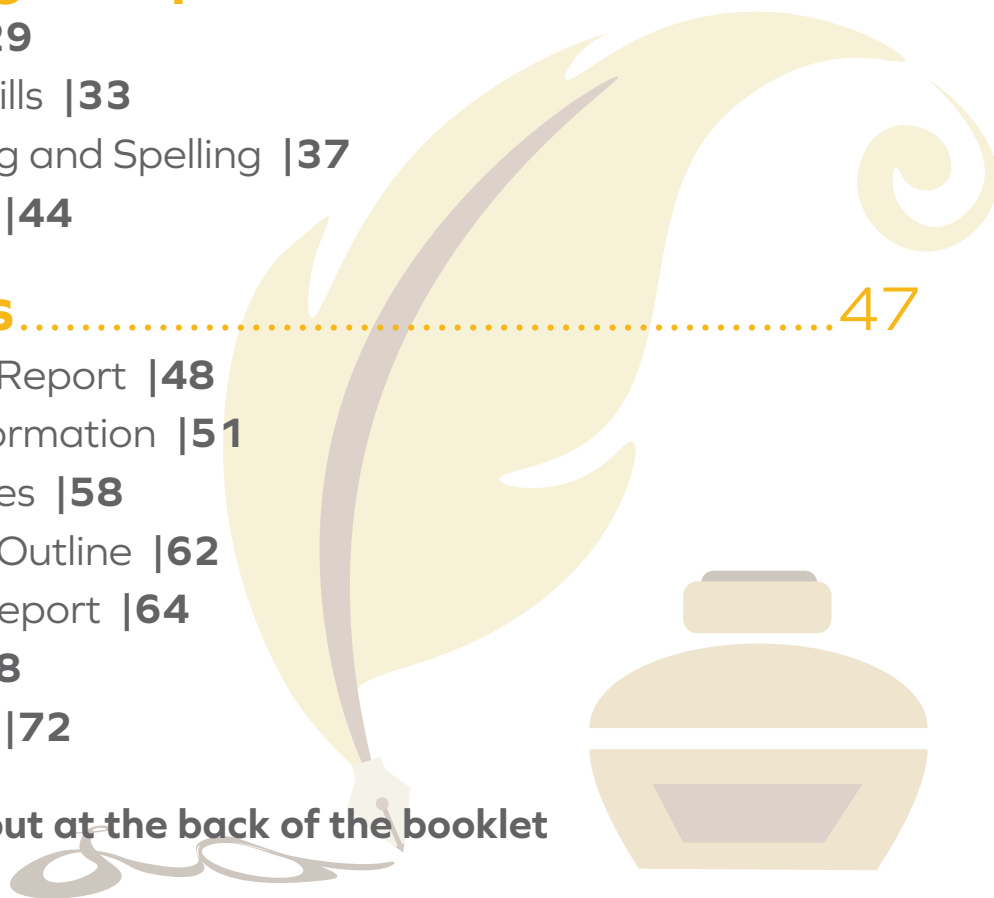 29
ills |33
g and Spelling |37
|44
s 47
Report |48
ormation |51
es |58
Outline |62
eport |64
8
|72
out at the back of the booklet